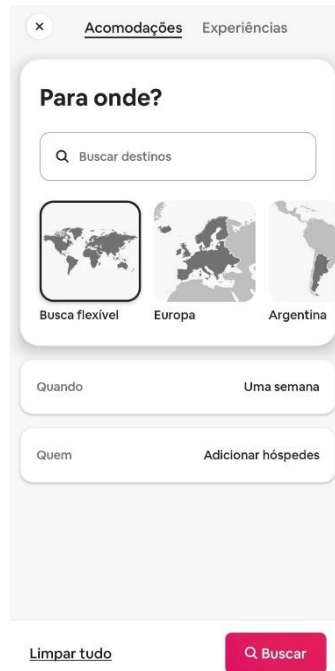 Acomodações Experiências
Para onde?
Buscar destinos
Busca flexível Europa Argentina
Quando Uma semana
Quem Adicionar hóspedes
Limpar tudo Buscar